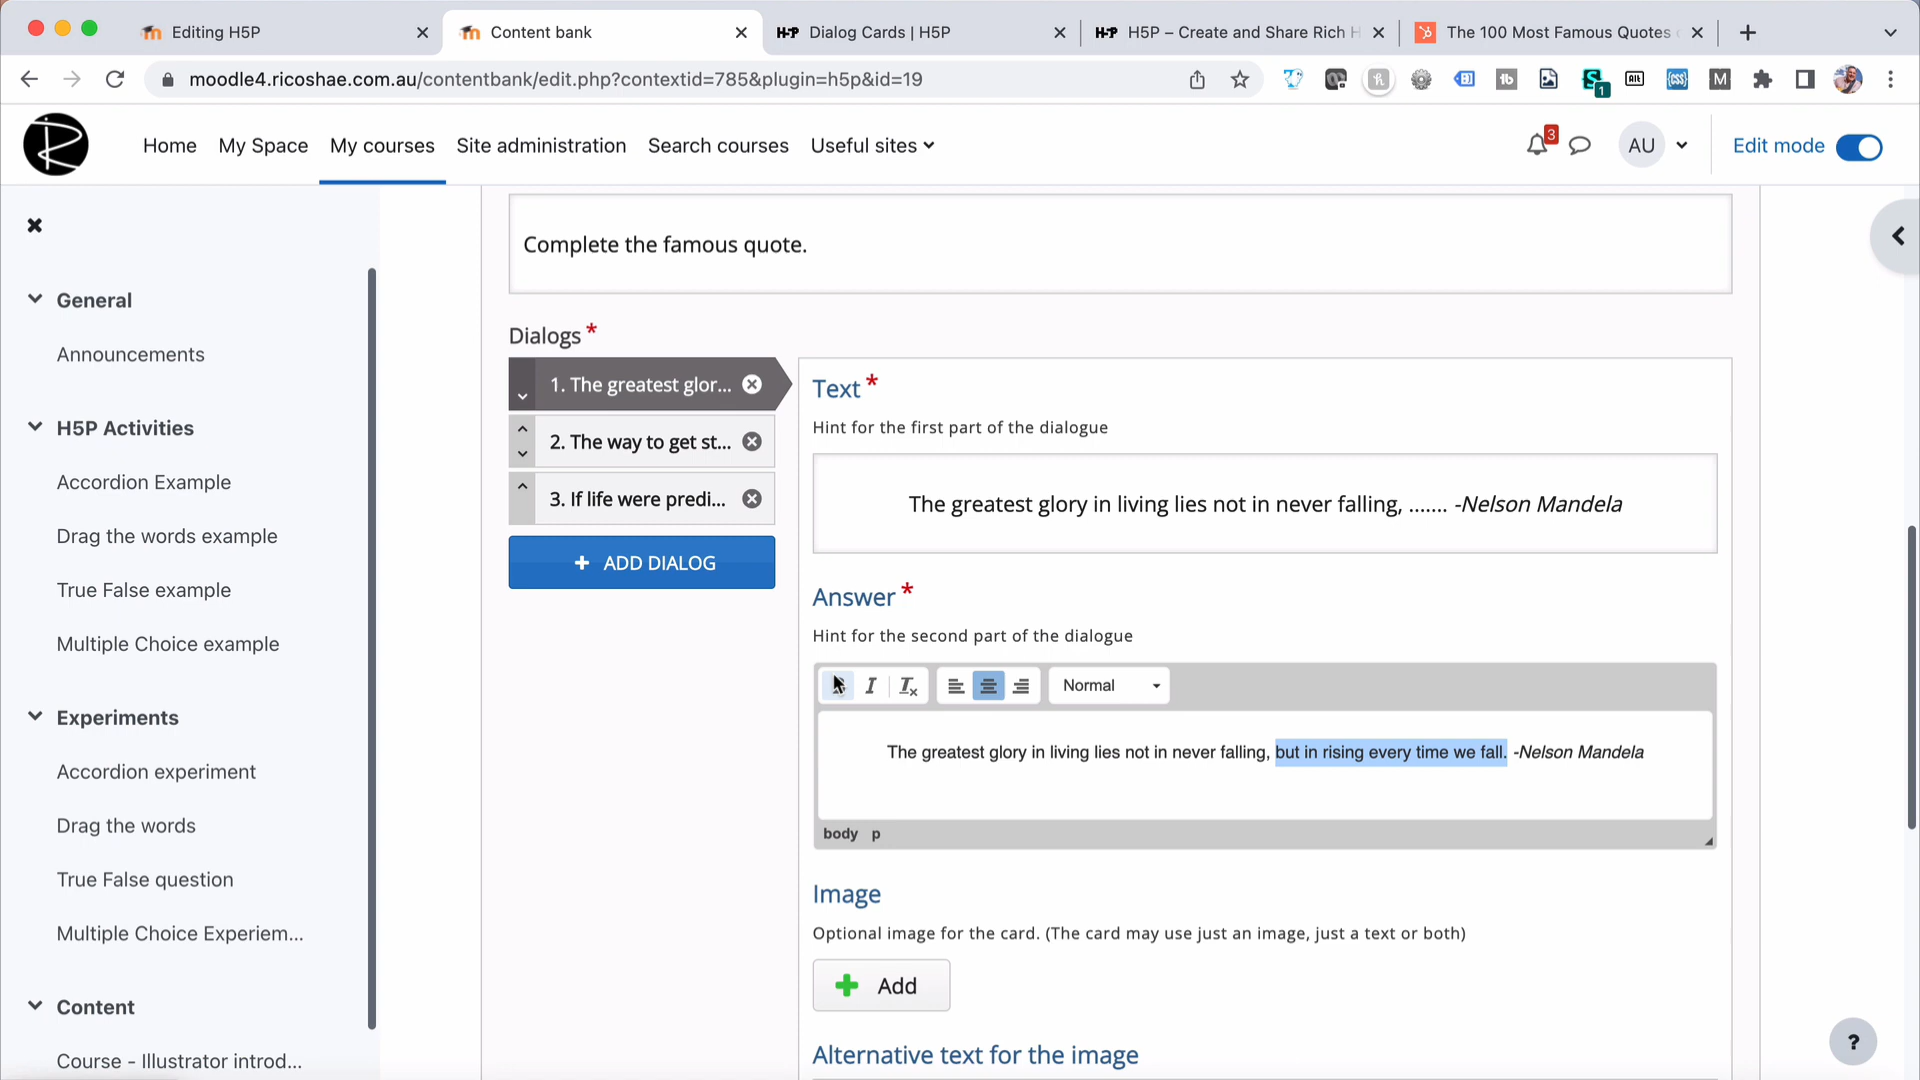 Editing H5P
Content bank
H-P Dialog Cards | H5P
H-P H5P – Create and Share Rich H
The 100 Most Famous Quotes
moodle4.ricoshae.com.au/contentbank/edit.php?contextid=785&plugin=h5p&id=19
1
Alt
{CSS}
M
Home My Space My courses Site administration Search courses Useful sites
3
AU
Edit mode
General
Announcements
H5P Activities
Accordion Example
Drag the words example
True False example
Multiple Choice example
Experiments
Accordion experiment
Drag the words
True False question
Multiple Choice Experiem...
Content
Course - Illustrator introd...
Complete the famous quote.
Dialogs *
1. The greatest glor...
2. The way to get st...
3. If life were predi...
+ ADD DIALOG
Text *
Hint for the first part of the dialogue
The greatest glory in living lies not in never falling, ....... -Nelson Mandela
Answer *
Hint for the second part of the dialogue
I Tx Normal
The greatest glory in living lies not in never falling, but in rising every time we fall. -Nelson Mandela
body p
Image
Optional image for the card. (The card may use just an image, just a text or both)
Add
Alternative text for the image
?